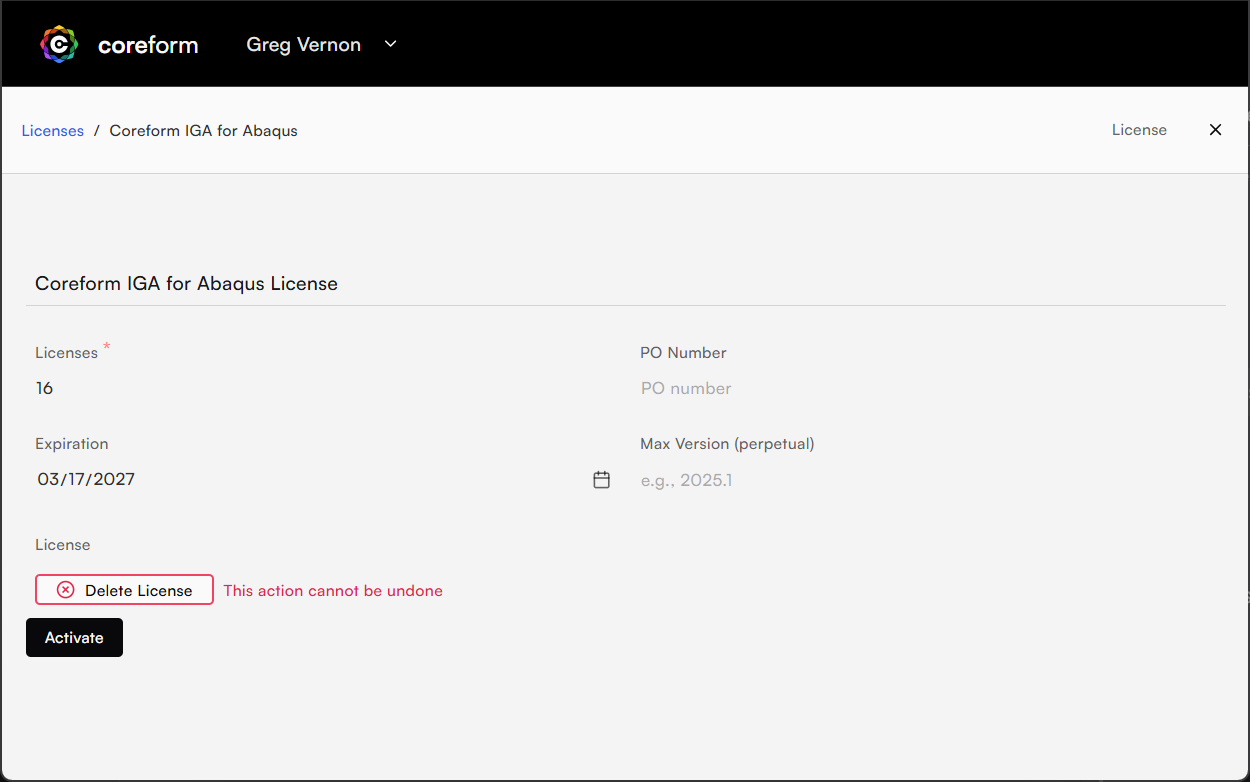 coreform Greg Vernon
Licenses / Coreform IGA for Abaqus License
Coreform IGA for Abaqus License
Licenses * PO Number
16 PO number
Expiration Max Version (perpetual)
03/17/2027 e.g., 2025.1
License
Delete License This action cannot be undone
Activate